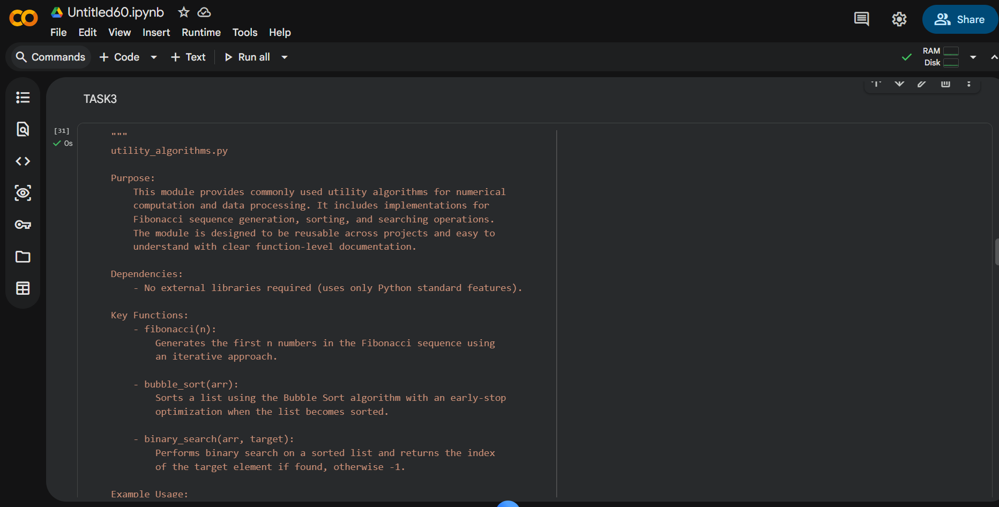 Untitled60.ipynb
File Edit View Insert Runtime Tools Help
Share
Commands + Code + Text Run all
RAM
Disk
TASK3
[31]
0s
"""
utility_algorithms.py
Purpose:
This module provides commonly used utility algorithms for numerical
computation and data processing. It includes implementations for
Fibonacci sequence generation, sorting, and searching operations.
The module is designed to be reusable across projects and easy to
understand with clear function-level documentation.
Dependencies:
- No external libraries required (uses only Python standard features).
Key Functions:
- fibonacci(n):
Generates the first n numbers in the Fibonacci sequence using
an iterative approach.
- bubble_sort(arr):
Sorts a list using the Bubble Sort algorithm with an early-stop
optimization when the list becomes sorted.
- binary_search(arr, target):
Performs binary search on a sorted list and returns the index
of the target element if found, otherwise -1.
Example Usage: